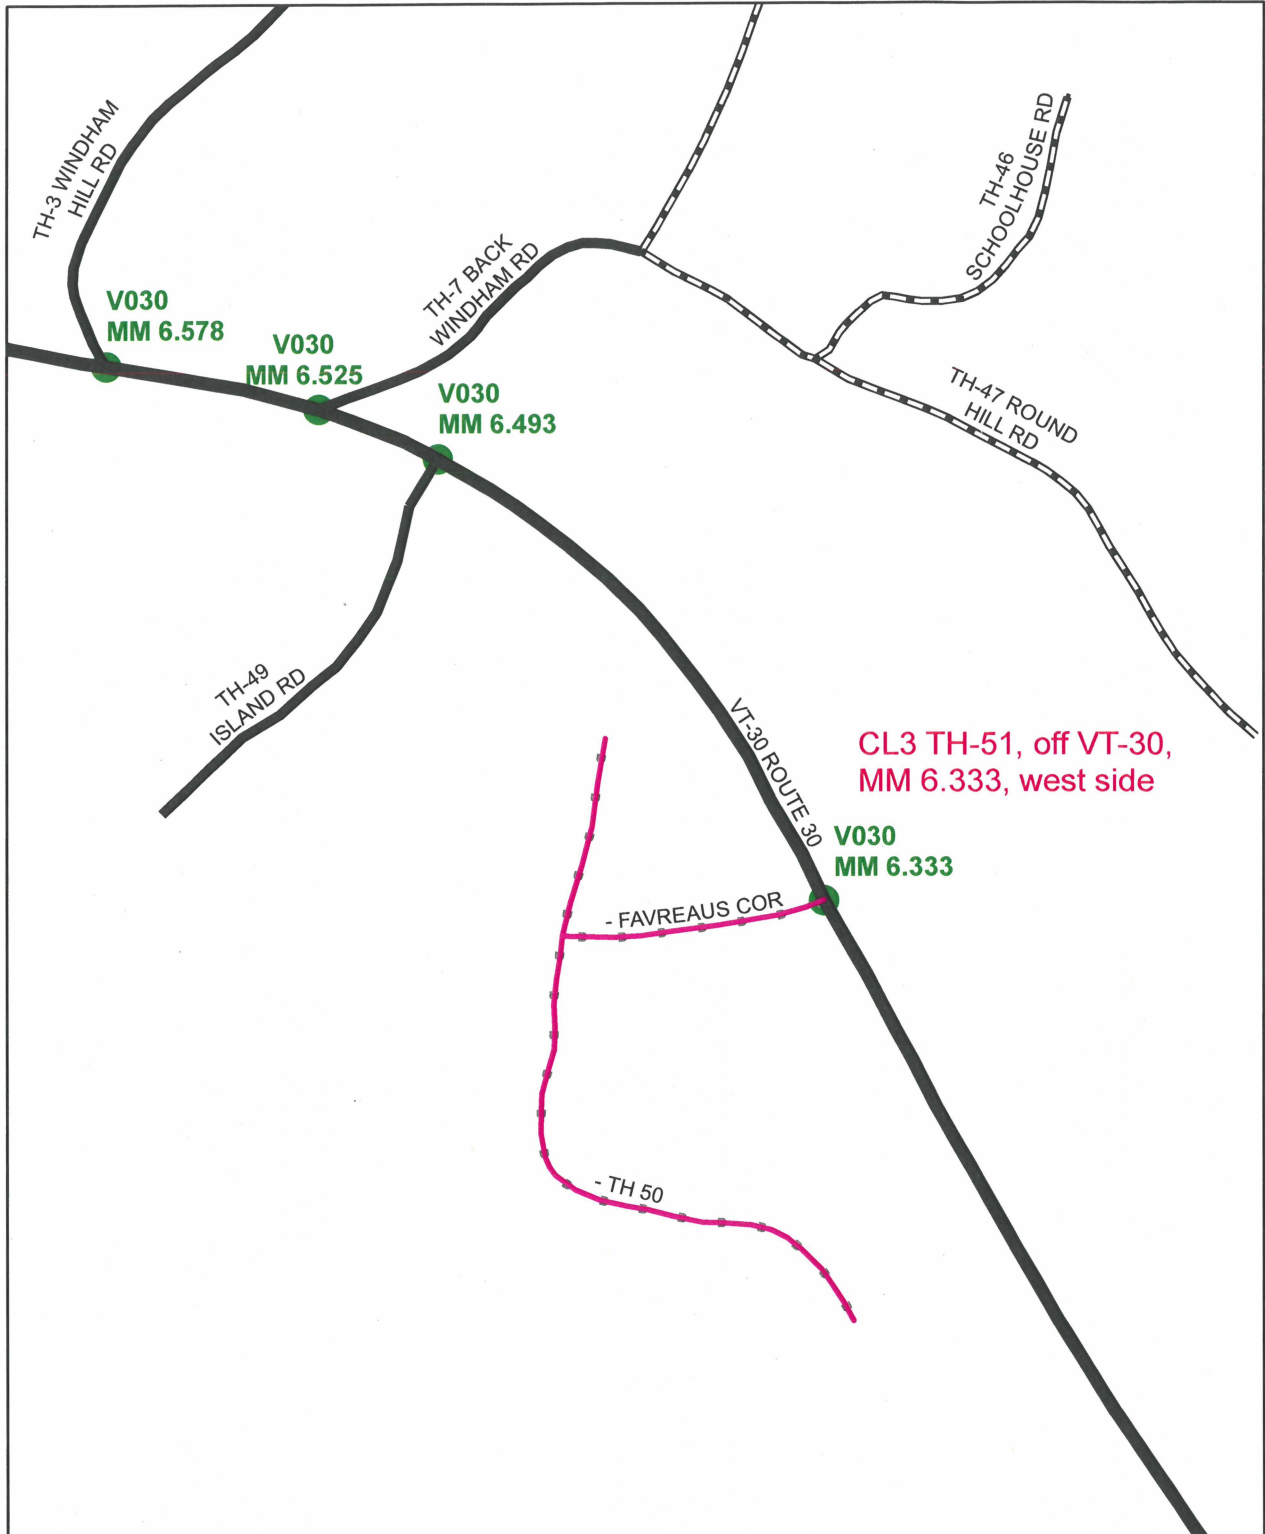 TH-3 WINDHAM
HILL RD
TH-46
SCHOOLHOUSE RD
TH-7 BACK
WINDHAM RD
V030
MM 6.578
V030
MM 6.525
V030
MM 6.493
TH-47 ROUND
HILL RD
TH-49
ISLAND RD
VT-30 ROUTE 30
CL3 TH-51, off VT-30,
MM 6.333, west side
V030
MM 6.333
- FAVREAUS COR
- TH 50